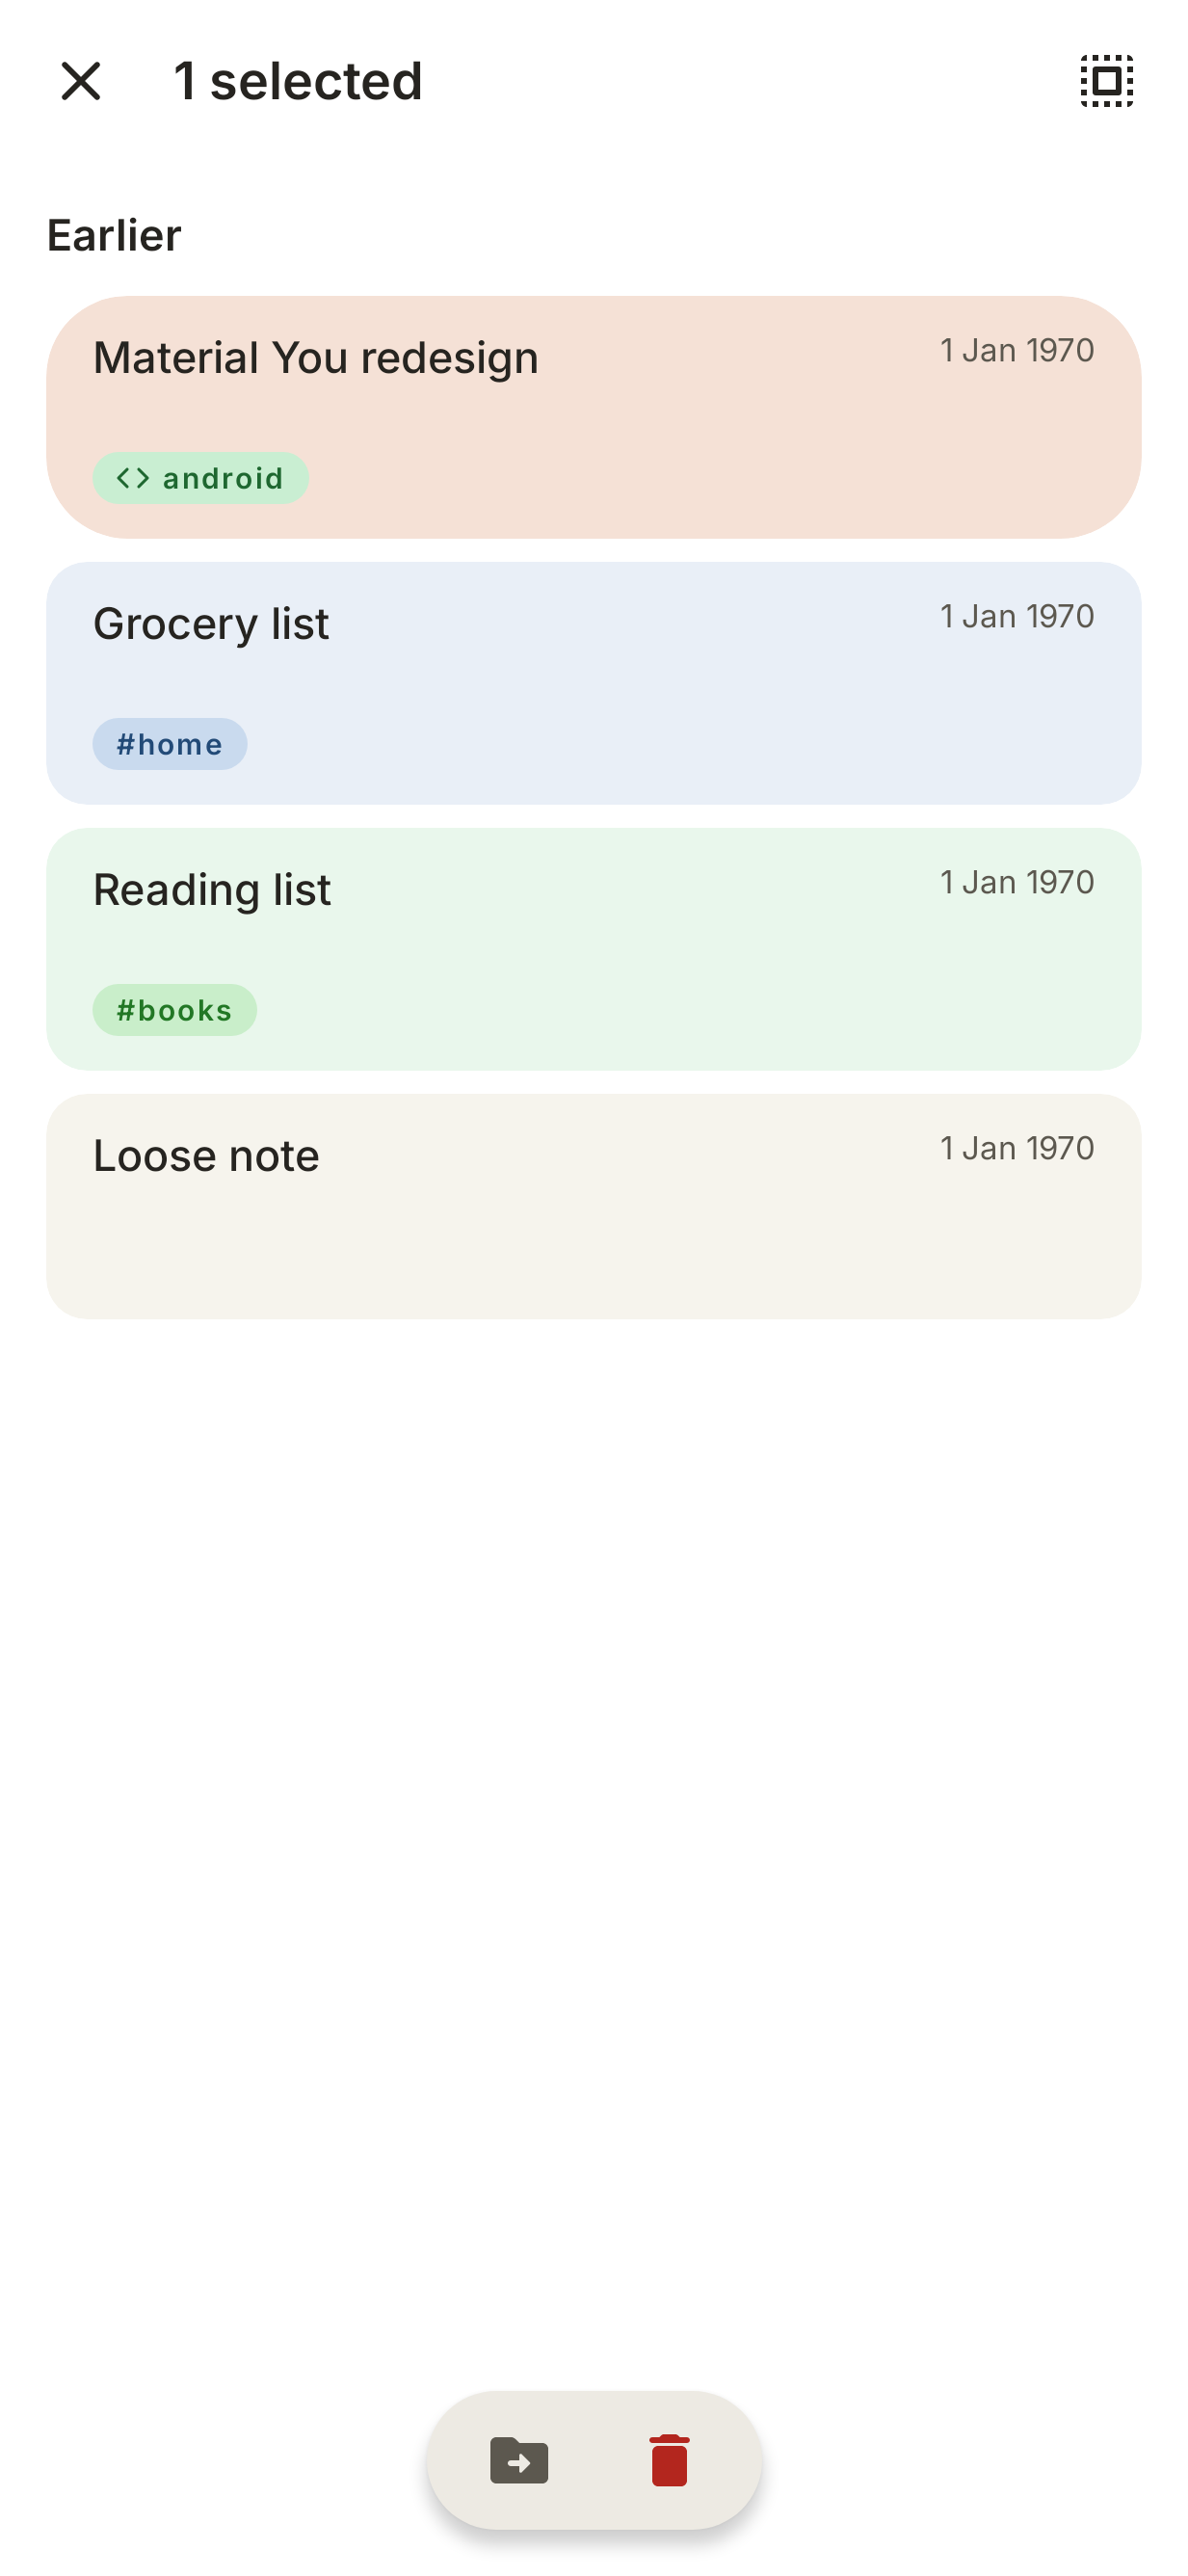 1 selected
Earlier
Material You redesign
1 Jan 1970
android
Grocery list
1 Jan 1970
#home
Reading list
1 Jan 1970
#books
Loose note
1 Jan 1970